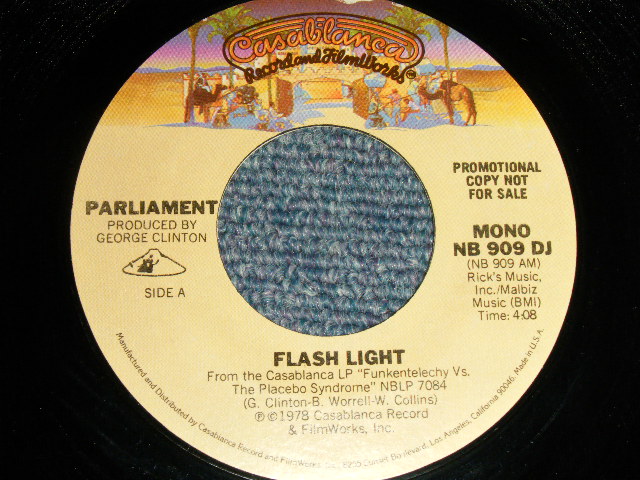 Casablanca
Record and FilmWorks
PROMOTIONAL
COPY NOT
FOR SALE
PARLIAMENT
PRODUCED BY
GEORGE CLINTON
SIDE A
MONO
NB 909 DJ
(NB 909 AM)
Rick's Music,
Inc./Malbiz
Music (BMI)
Time: 4:08
FLASH LIGHT
From the Casablanca LP "Funkentelechy Vs.
The Placebo Syndrome" NBLP 7084
(G. Clinton-B. Worrell-W. Collins)
℗©1978 Casablanca Record
& FilmWorks, Inc.
Manufactured and Distributed by Casablanca Record and FilmWorks, Inc., 8255 Sunset Boulevard, Los Angeles, California 90046 Made in U.S.A.